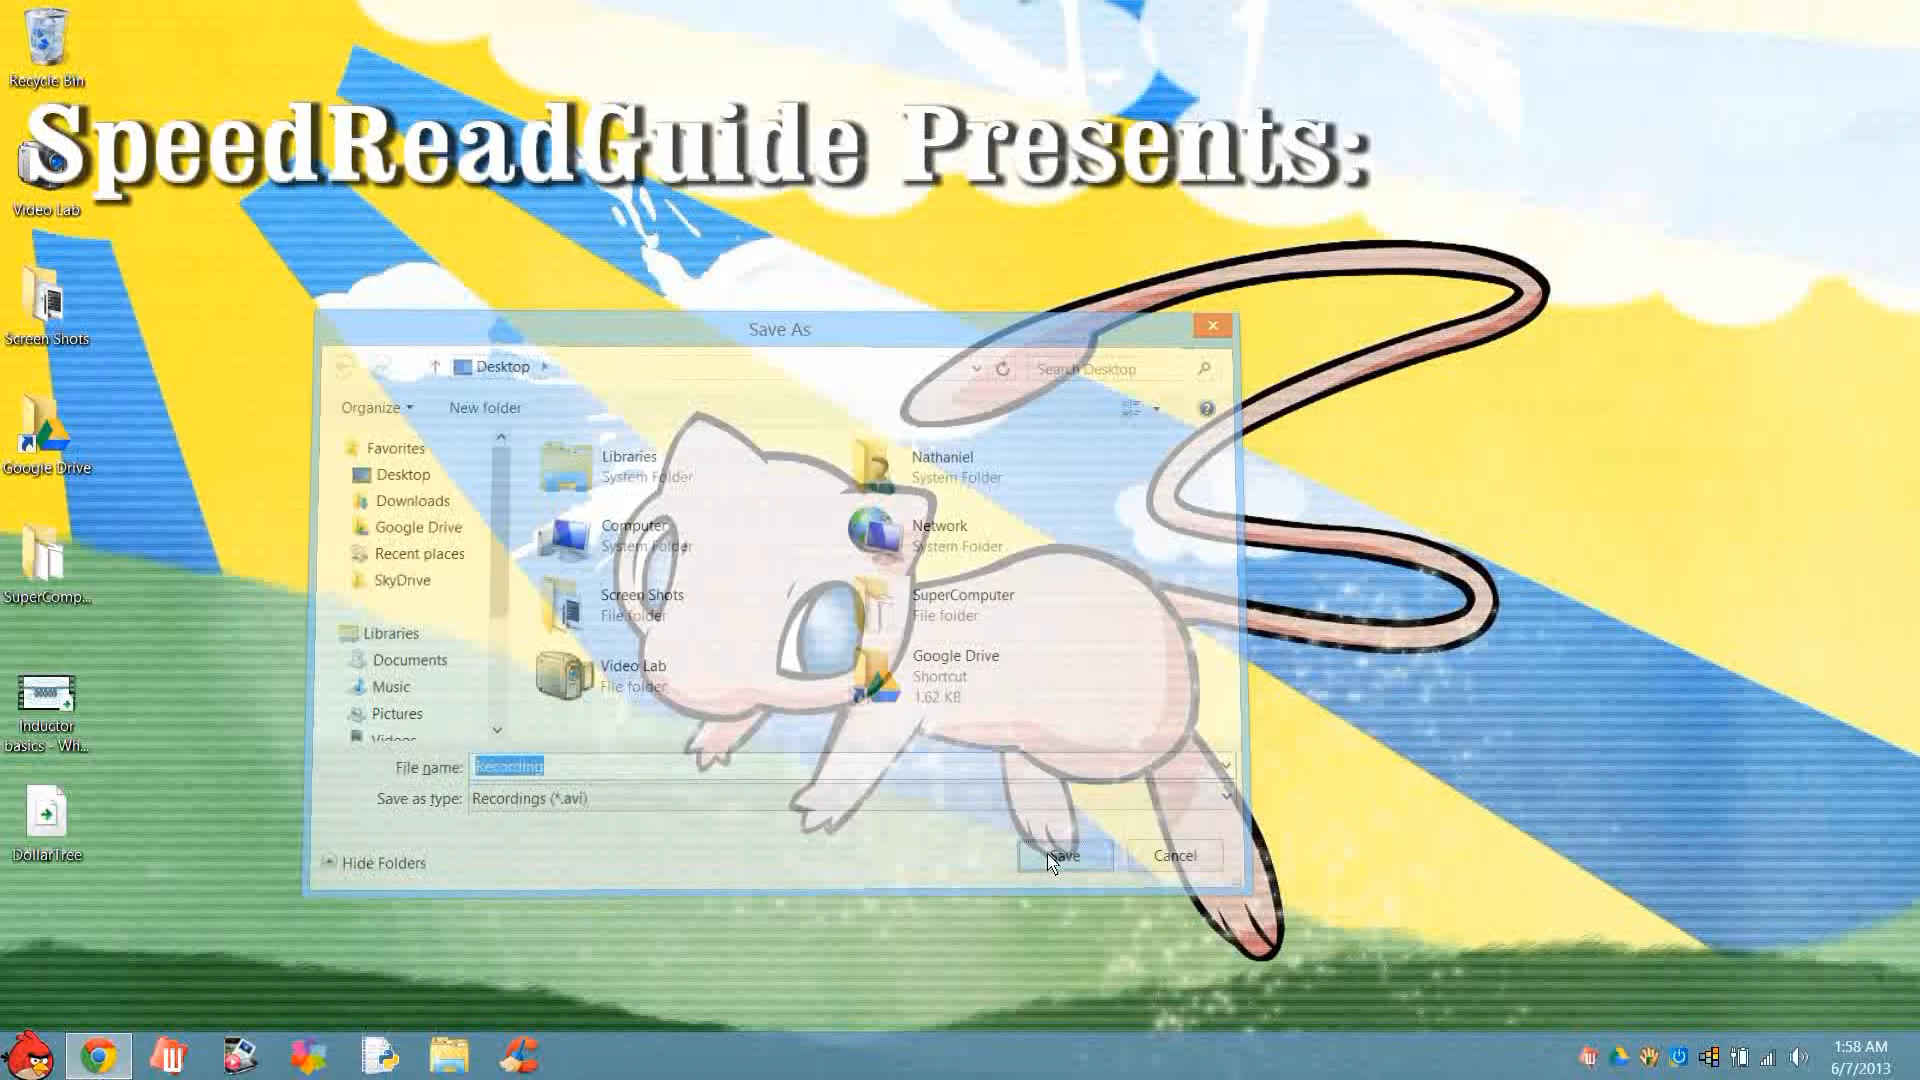 Recycle Bin
SpeedReadGuide Presents:
Video Lab
Screen Shots
Google Drive
SuperComp...
Inductor
basics - Wh...
DollarTree
Save As
Desktop
Search Desktop
Organize
New folder
Favorites
Desktop
Downloads
Google Drive
Recent places
SkyDrive
Libraries
Documents
Music
Pictures
Videos
Libraries
System Folder
Nathaniel
System Folder
Computer
System Folder
Network
System Folder
Screen Shots
File folder
SuperComputer
File folder
Video Lab
File folder
Google Drive
Shortcut
1.62 KB
File name: Recording
Save as type: Recordings (*.avi)
Hide Folders
Save
Cancel
1:58 AM
6/7/2013